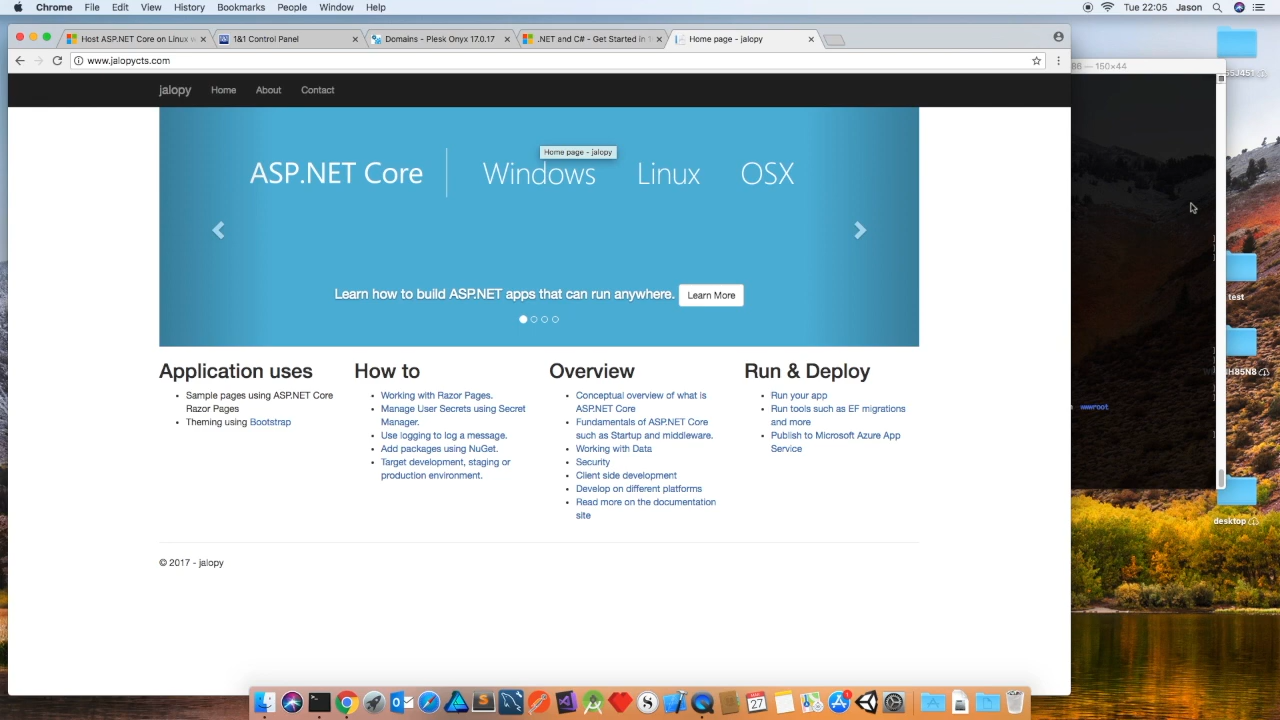 Chrome File Edit View History Bookmarks People Window Help Tue 22:05 Jason
Host ASP.NET Core on Linux w 1&1 Control Panel Domains - Plesk Onyx 17.0.17 .NET and C# - Get Started in 1 Home page - jalopy
www.jalopycts.com
86 — 150×44
jalopy Home About Contact
Home page - jalopy
ASP.NET Core Windows Linux OSX
Learn how to build ASP.NET apps that can run anywhere. Learn More
Application uses
Sample pages using ASP.NET Core
Razor Pages
Theming using Bootstrap
How to
Working with Razor Pages.
Manage User Secrets using Secret
Manager.
Use logging to log a message.
Add packages using NuGet.
Target development, staging or
production environment.
Overview
Conceptual overview of what is
ASP.NET Core
Fundamentals of ASP.NET Core
such as Startup and middleware.
Working with Data
Security
Client side development
Develop on different platforms
Read more on the documentation
site
Run & Deploy
Run your app
Run tools such as EF migrations
and more
Publish to Microsoft Azure App
Service
© 2017 - jalopy
wwwroot
test
H85N8
desktop
27